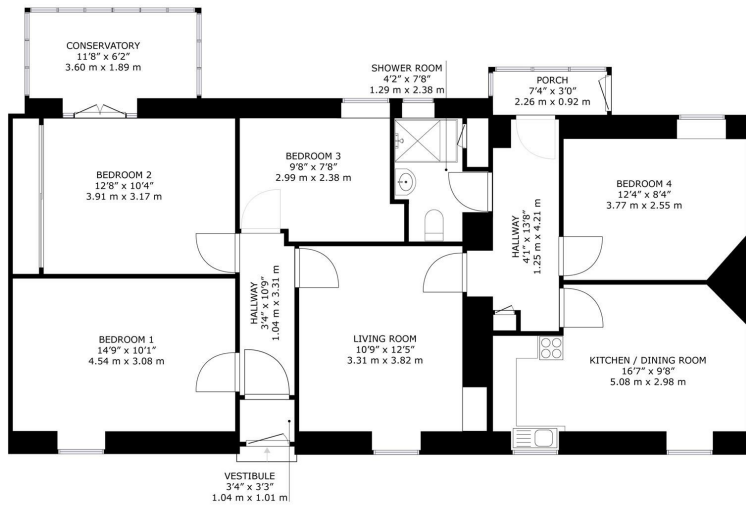 CONSERVATORY
11'8" x 6'2"
3.60 m x 1.89 m
SHOWER ROOM
4'2" x 7'8"
1.29 m x 2.38 m
PORCH
7'4" x 3'0"
2.26 m x 0.92 m
BEDROOM 2
12'8" x 10'4"
3.91 m x 3.17 m
BEDROOM 3
9'8" x 7'8"
2.99 m x 2.38 m
HALLWAY
4'1" x 13'8"
1.25 m x 4.21 m
BEDROOM 4
12'4" x 8'4"
3.77 m x 2.55 m
HALLWAY
3'4" x 10'9"
1.04 m x 3.31 m
BEDROOM 1
14'9" x 10'1"
4.54 m x 3.08 m
LIVING ROOM
10'9" x 12'5"
3.31 m x 3.82 m
KITCHEN / DINING ROOM
16'7" x 9'8"
5.08 m x 2.98 m
VESTIBULE
3'4" x 3'3"
1.04 m x 1.01 m